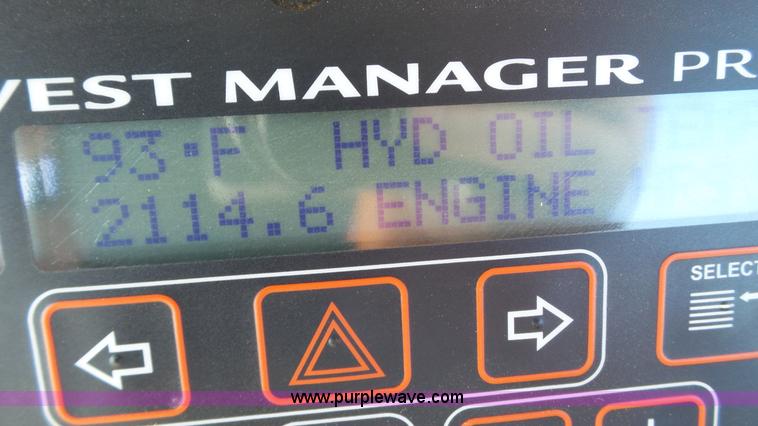 VEST MANAGER PR
93°F HYD OIL
2114.6 ENGINE
SELECT
www.purplewave.com